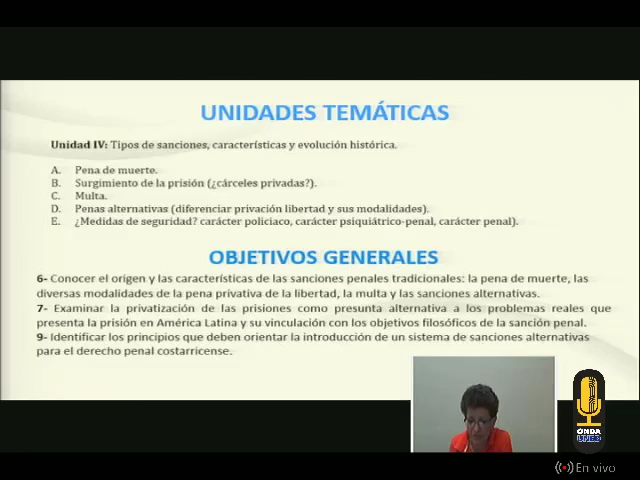 UNIDADES TEMÁTICAS
Unidad IV: Tipos de sanciones, características y evolución histórica.
A. Pena de muerte.
B. Surgimiento de la prisión (¿cárceles privadas?).
C. Multa.
D. Penas alternativas (diferenciar privación libertad y sus modalidades).
E. ¿Medidas de seguridad? carácter policiaco, carácter psiquiátrico-penal, carácter penal).
OBJETIVOS GENERALES
6- Conocer el origen y las características de las sanciones penales tradicionales: la pena de muerte, las
diversas modalidades de la pena privativa de la libertad, la multa y las sanciones alternativas.
7- Examinar la privatización de las prisiones como presunta alternativa a los problemas reales que
presenta la prisión en América Latina y su vinculación con los objetivos filosóficos de la sanción penal.
9- Identificar los principios que deben orientar la introducción de un sistema de sanciones alternativas
para el derecho penal costarricense.
ONDA
UNED
En vivo